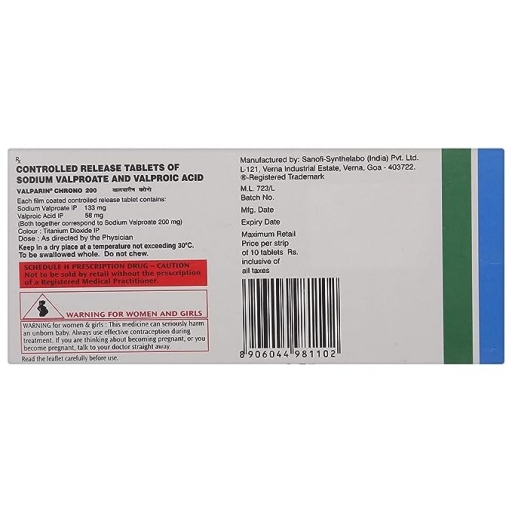 Rx
CONTROLLED RELEASE TABLETS OF
SODIUM VALPROATE AND VALPROIC ACID
VALPARIN® CHRONO 200 वालपारीन क्रोनो
Each film coated controlled release tablet contains:
Sodium Valproate IP 133 mg
Valproic Acid IP 58 mg
(Both together correspond to Sodium Valproate 200 mg)
Colour : Titanium Dioxide IP
Dose : As directed by the Physician
Keep in a dry place at a temperature not exceeding 30°C.
To be swallowed whole. Do not chew.
SCHEDULE H PRESCRIPTION DRUG – CAUTION
Not to be sold by retail without the prescription
of a Registered Medical Practitioner.
WARNING FOR WOMEN AND GIRLS
WARNING for women & girls : This medicine can seriously harm
an unborn baby. Always use effective contraception during
treatment. If you are thinking about becoming pregnant, or you
become pregnant, talk to your doctor straight away
Read the leaflet carefully before use.
Manufactured by: Sanofi-Synthelabo (India) Pvt. Ltd.
L-121, Verna Industrial Estate, Verna, Goa - 403722.
®-Registered Trademark
M.L. 723/L
Batch No.
Mfg. Date
Expiry Date
Maximum Retail
Price per strip
of 10 tablets Rs.
inclusive of
all taxes
8906044981102